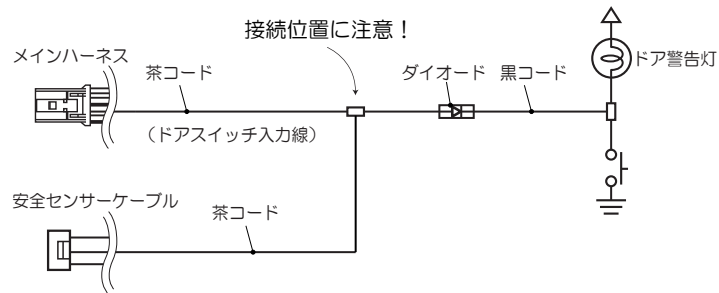 接続位置に注意！
メインハーネス
茶コード
ダイオード
黒コード
ドア警告灯
（ドアスイッチ入力線）
安全センサーケーブル
茶コード